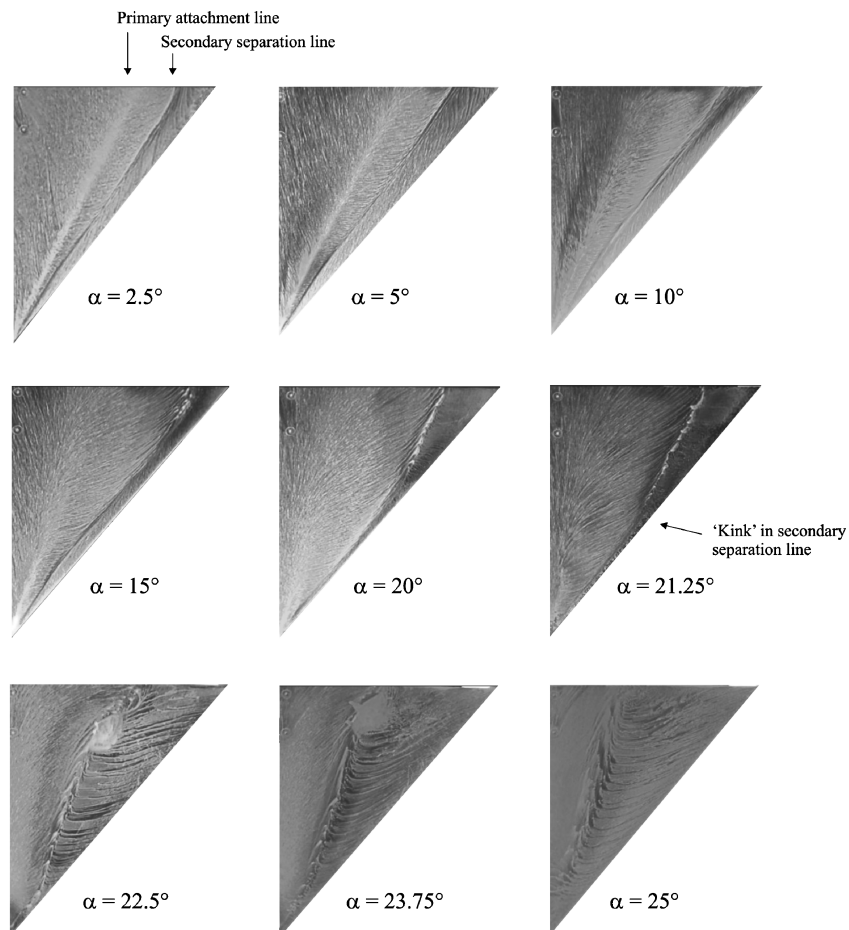 Primary attachment line
Secondary separation line
α = 2.5°
α = 5°
α = 10°
α = 15°
α = 20°
‘Kink’ in secondary
separation line
α = 21.25°
α = 22.5°
α = 23.75°
α = 25°